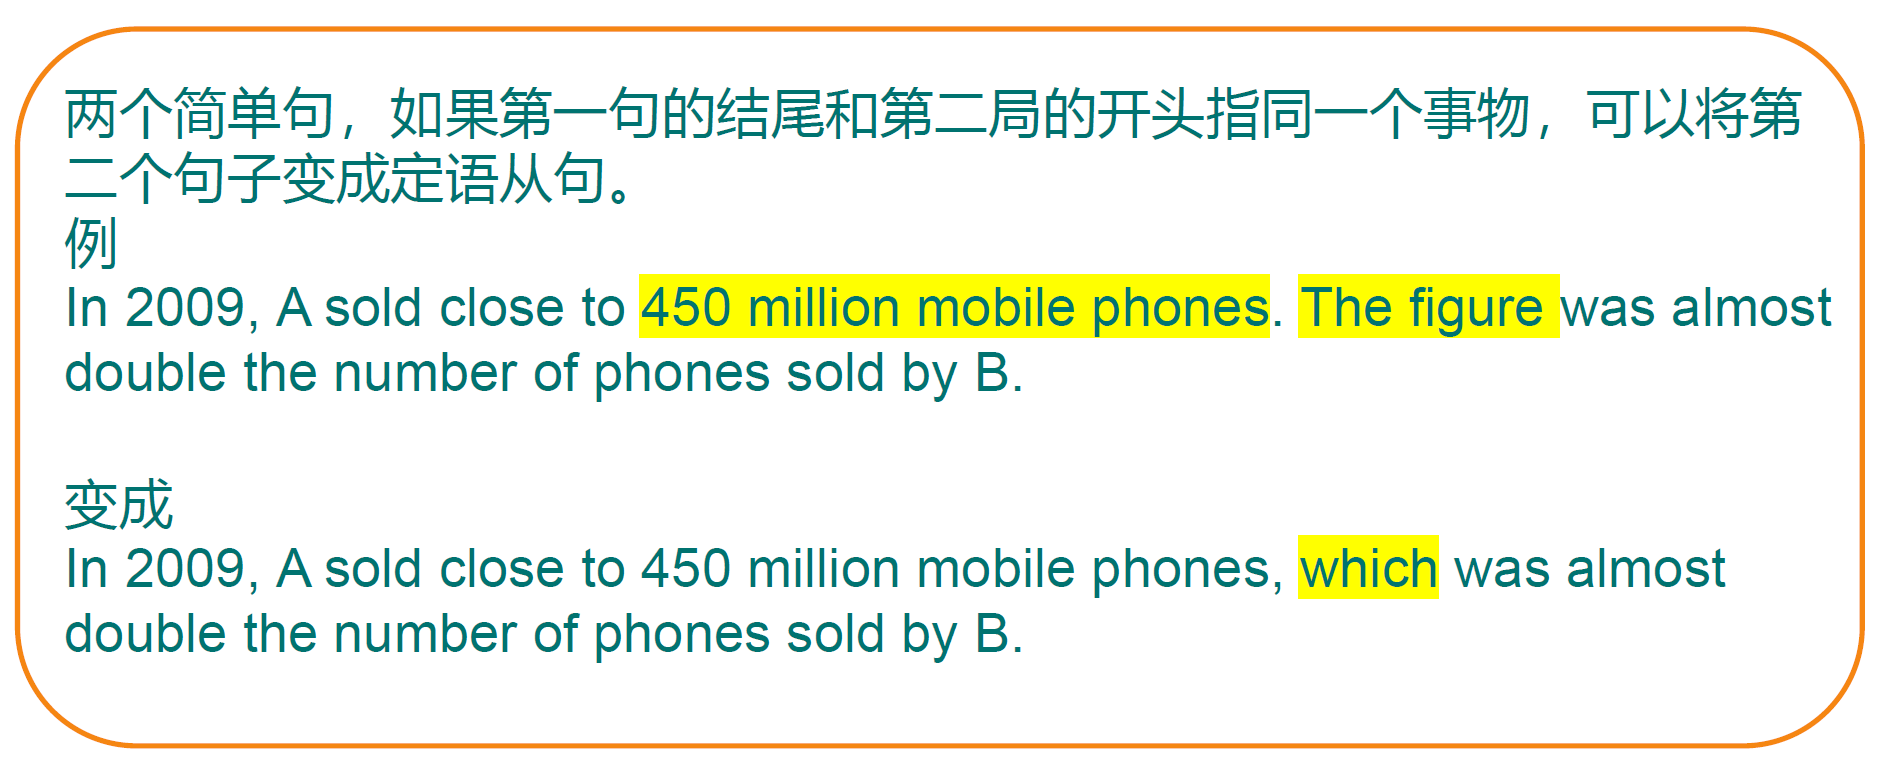 两个简单句，如果第一句的结尾和第二局的开头指同一个事物，可以将第
二个句子变成定语从句。
例
In 2009, A sold close to 450 million mobile phones. The figure was almost
double the number of phones sold by B.
变成
In 2009, A sold close to 450 million mobile phones, which was almost
double the number of phones sold by B.